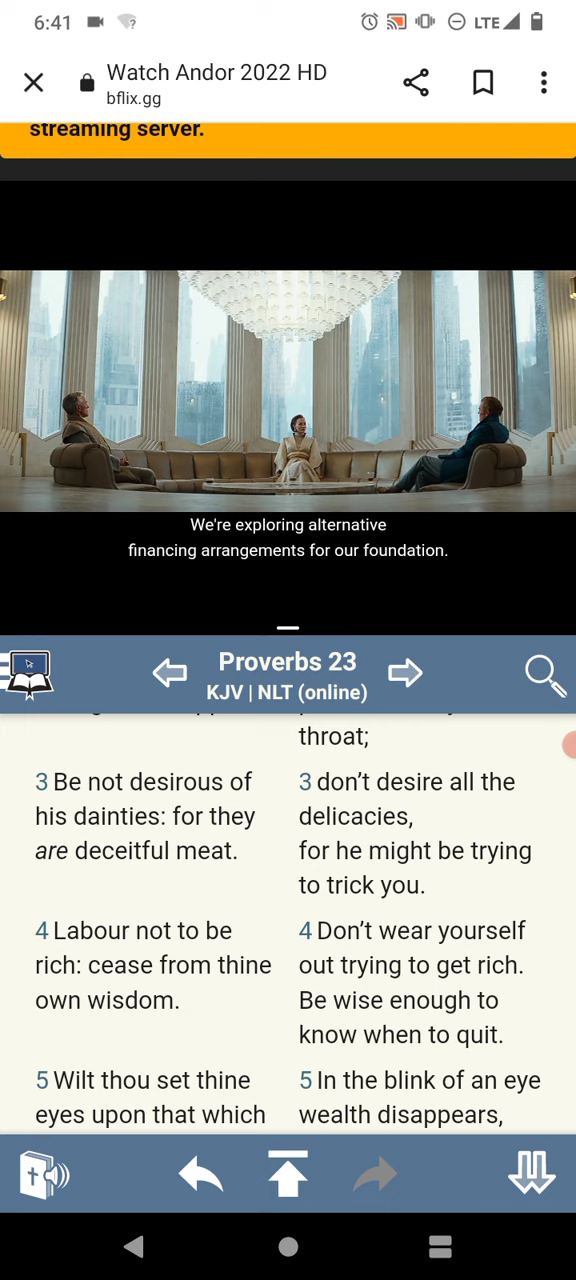 6:41
LTE
Watch Andor 2022 HD
bflix.gg
streaming server.
We're exploring alternative
financing arrangements for our foundation.
Proverbs 23
KJV | NLT (online)
throat;
3 Be not desirous of
his dainties: for they
are deceitful meat.
3 don’t desire all the
delicacies,
for he might be trying
to trick you.
4 Labour not to be
rich: cease from thine
own wisdom.
4 Don’t wear yourself
out trying to get rich.
Be wise enough to
know when to quit.
5 Wilt thou set thine
eyes upon that which
5 In the blink of an eye
wealth disappears,